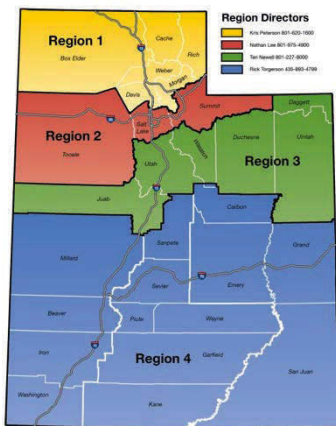 Region Directors
Kris Peterson 801-620-1600
Nathan Lee 801-975-4900
Teri Newell 801-227-8000
Rick Torgerson 435-893-4799
Region 1
Box Elder
Cache
Rich
Weber
Morgan
Davis
Region 2
Salt Lake
Summit
Tooele
Region 3
Daggett
Duchesne
Uintah
Wasatch
Utah
Juab
Carbon
Sanpete
Millard
Grand
Emery
Sevier
Beaver
Piute
Wayne
Iron
Garfield
Region 4
San Juan
Washington
Kane